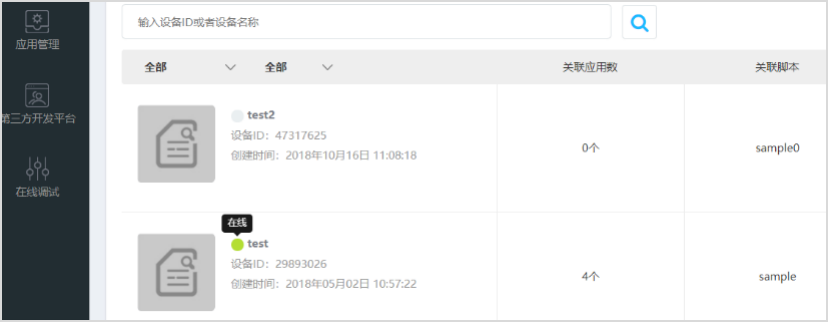 应用管理
第三方开发平台
在线调试
输入设备ID或者设备名称
全部 全部 关联应用数 关联脚本
test2
设备ID：47317625
创建时间：2018年10月16日 11:08:18
0个 sample0
在线
test
设备ID：29893026
创建时间：2018年05月02日 10:57:22
4个 sample